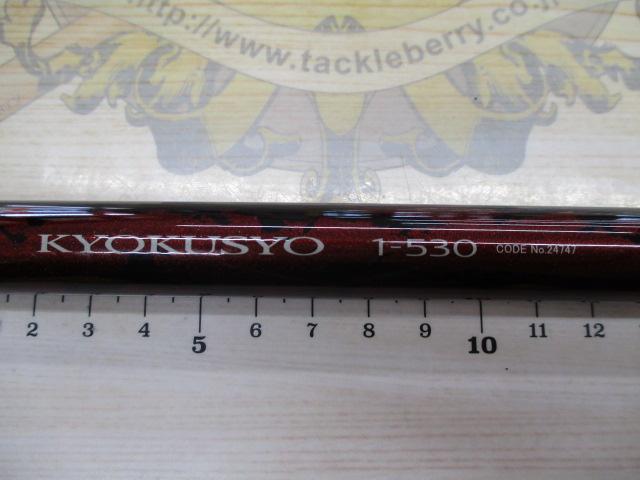 http://www.tackleberry.co.j
KYOKUSYO 1-530 CODE No.24747
2 3 4 5 6 7 8 9 10 11 12